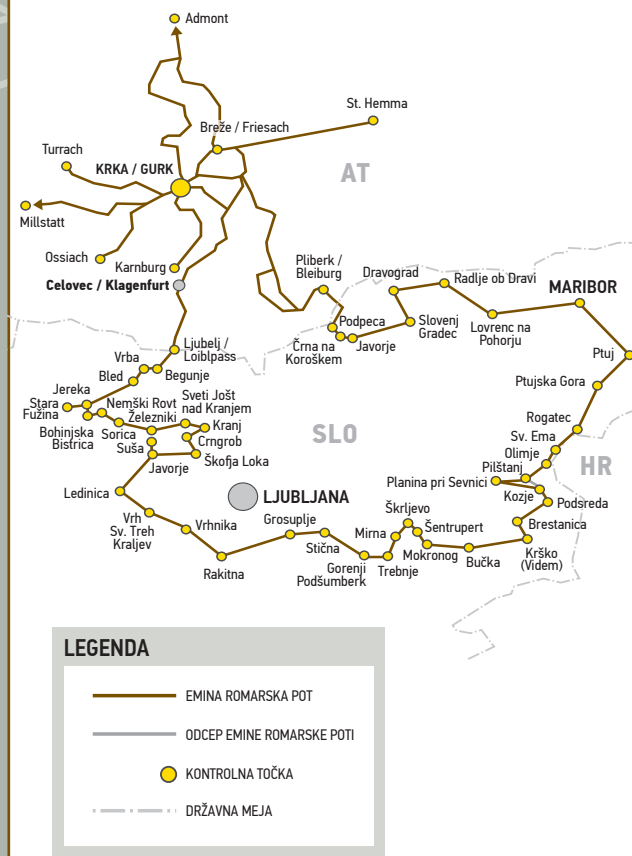 Admont
St. Hemma
Breže / Friesach
Turrach
KRKA / GURK
AT
Millstatt
Ossiach
Karnburg
Celovec / Klagenfurt
Pliberk /
Bleiburg
Dravograd
Radlje ob Dravi
MARIBOR
Podpeca
Slovenj
Gradec
Lovrenc na
Pohorju
Črna na
Koroškem
Javorje
Ptuj
Ljubelj /
Loiblpass
Vrba
Begunje
Bled
Jereka
Stara
Fužina
Nemški Rovt
Sveti Jošt
nad Kranjem
Železniki
Kranj
Bohinjska
Bistrica
Sorica
Suša
Crngrob
Javorje
Škofja Loka
SLO
Ptujska Gora
Rogatec
Sv. Ema
Olimje
HR
Pilštanj
Planina pri Sevnici
Kozje
Podsreda
Ledinica
LJUBLJANA
Vrh
Sv. Treh
Kraljev
Vrhnika
Grosuplje
Škrljevo
Mirna
Šentrupert
Brestanica
Stična
Rakitna
Gorenji
Podšumberk
Trebnje
Mokronog
Bučka
Krško
(Videm)
LEGENDA
EMINA ROMARSKA POT
ODCEP EMINE ROMARSKE POTI
KONTROLNA TOČKA
DRŽAVNA MEJA